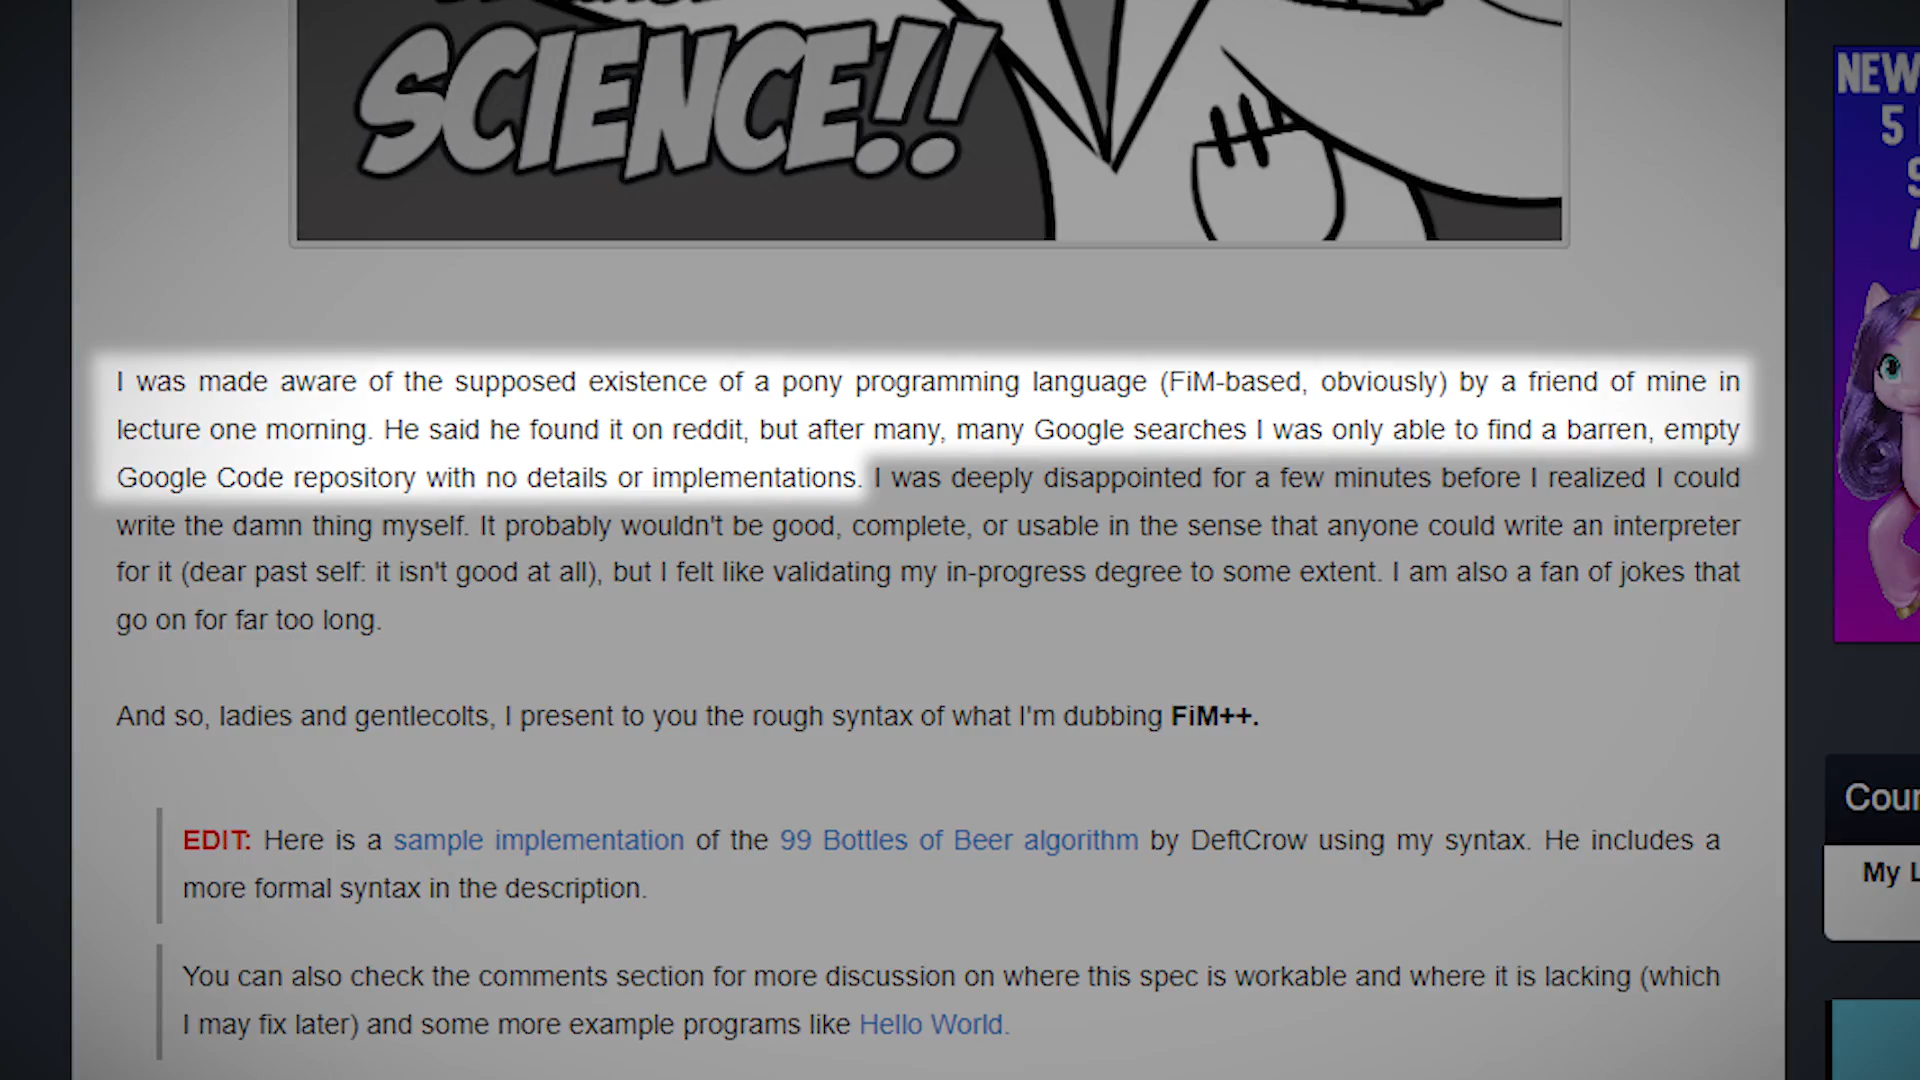 SCIENCE!!
I was made aware of the supposed existence of a pony programming language (FiM-based, obviously) by a friend of mine in
lecture one morning. He said he found it on reddit, but after many, many Google searches I was only able to find a barren, empty
Google Code repository with no details or implementations. I was deeply disappointed for a few minutes before I realized I could
write the damn thing myself. It probably wouldn't be good, complete, or usable in the sense that anyone could write an interpreter
for it (dear past self: it isn't good at all), but I felt like validating my in-progress degree to some extent. I am also a fan of jokes that
go on for far too long.
And so, ladies and gentlecolts, I present to you the rough syntax of what I'm dubbing FiM++.
EDIT: Here is a sample implementation of the 99 Bottles of Beer algorithm by DeftCrow using my syntax. He includes a
more formal syntax in the description.
You can also check the comments section for more discussion on where this spec is workable and where it is lacking (which
I may fix later) and some more example programs like Hello World.
NEW
5
My